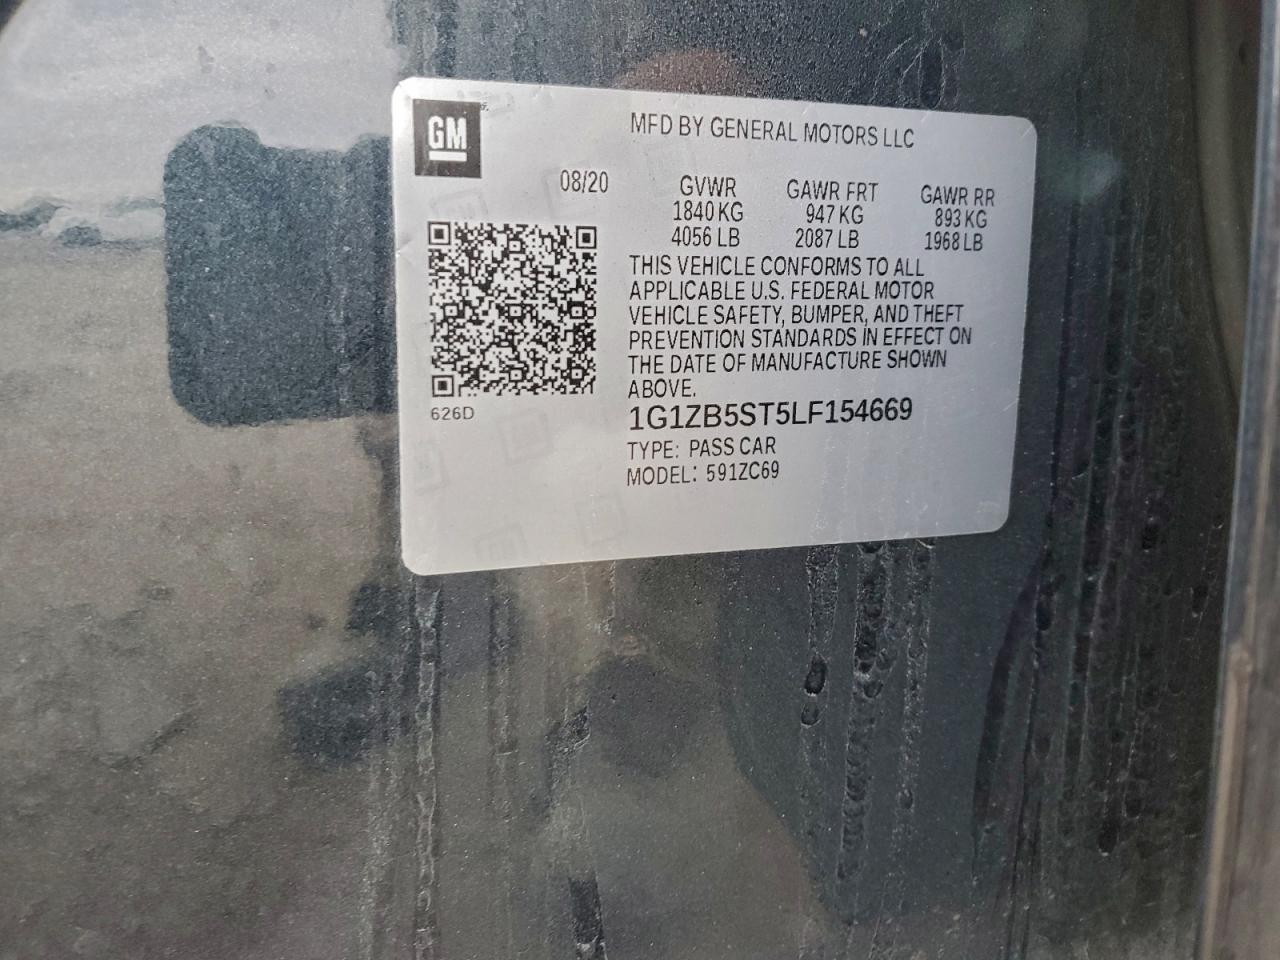 GM
MFD BY GENERAL MOTORS LLC
08/20
GVWR GAWR FRT GAWR RR
1840 KG 947 KG 893 KG
4056 LB 2087 LB 1968 LB
THIS VEHICLE CONFORMS TO ALL
APPLICABLE U.S. FEDERAL MOTOR
VEHICLE SAFETY, BUMPER, AND THEFT
PREVENTION STANDARDS IN EFFECT ON
THE DATE OF MANUFACTURE SHOWN
ABOVE.
626D
1G1ZB5ST5LF154669
TYPE: PASS CAR
MODEL: 591ZC69